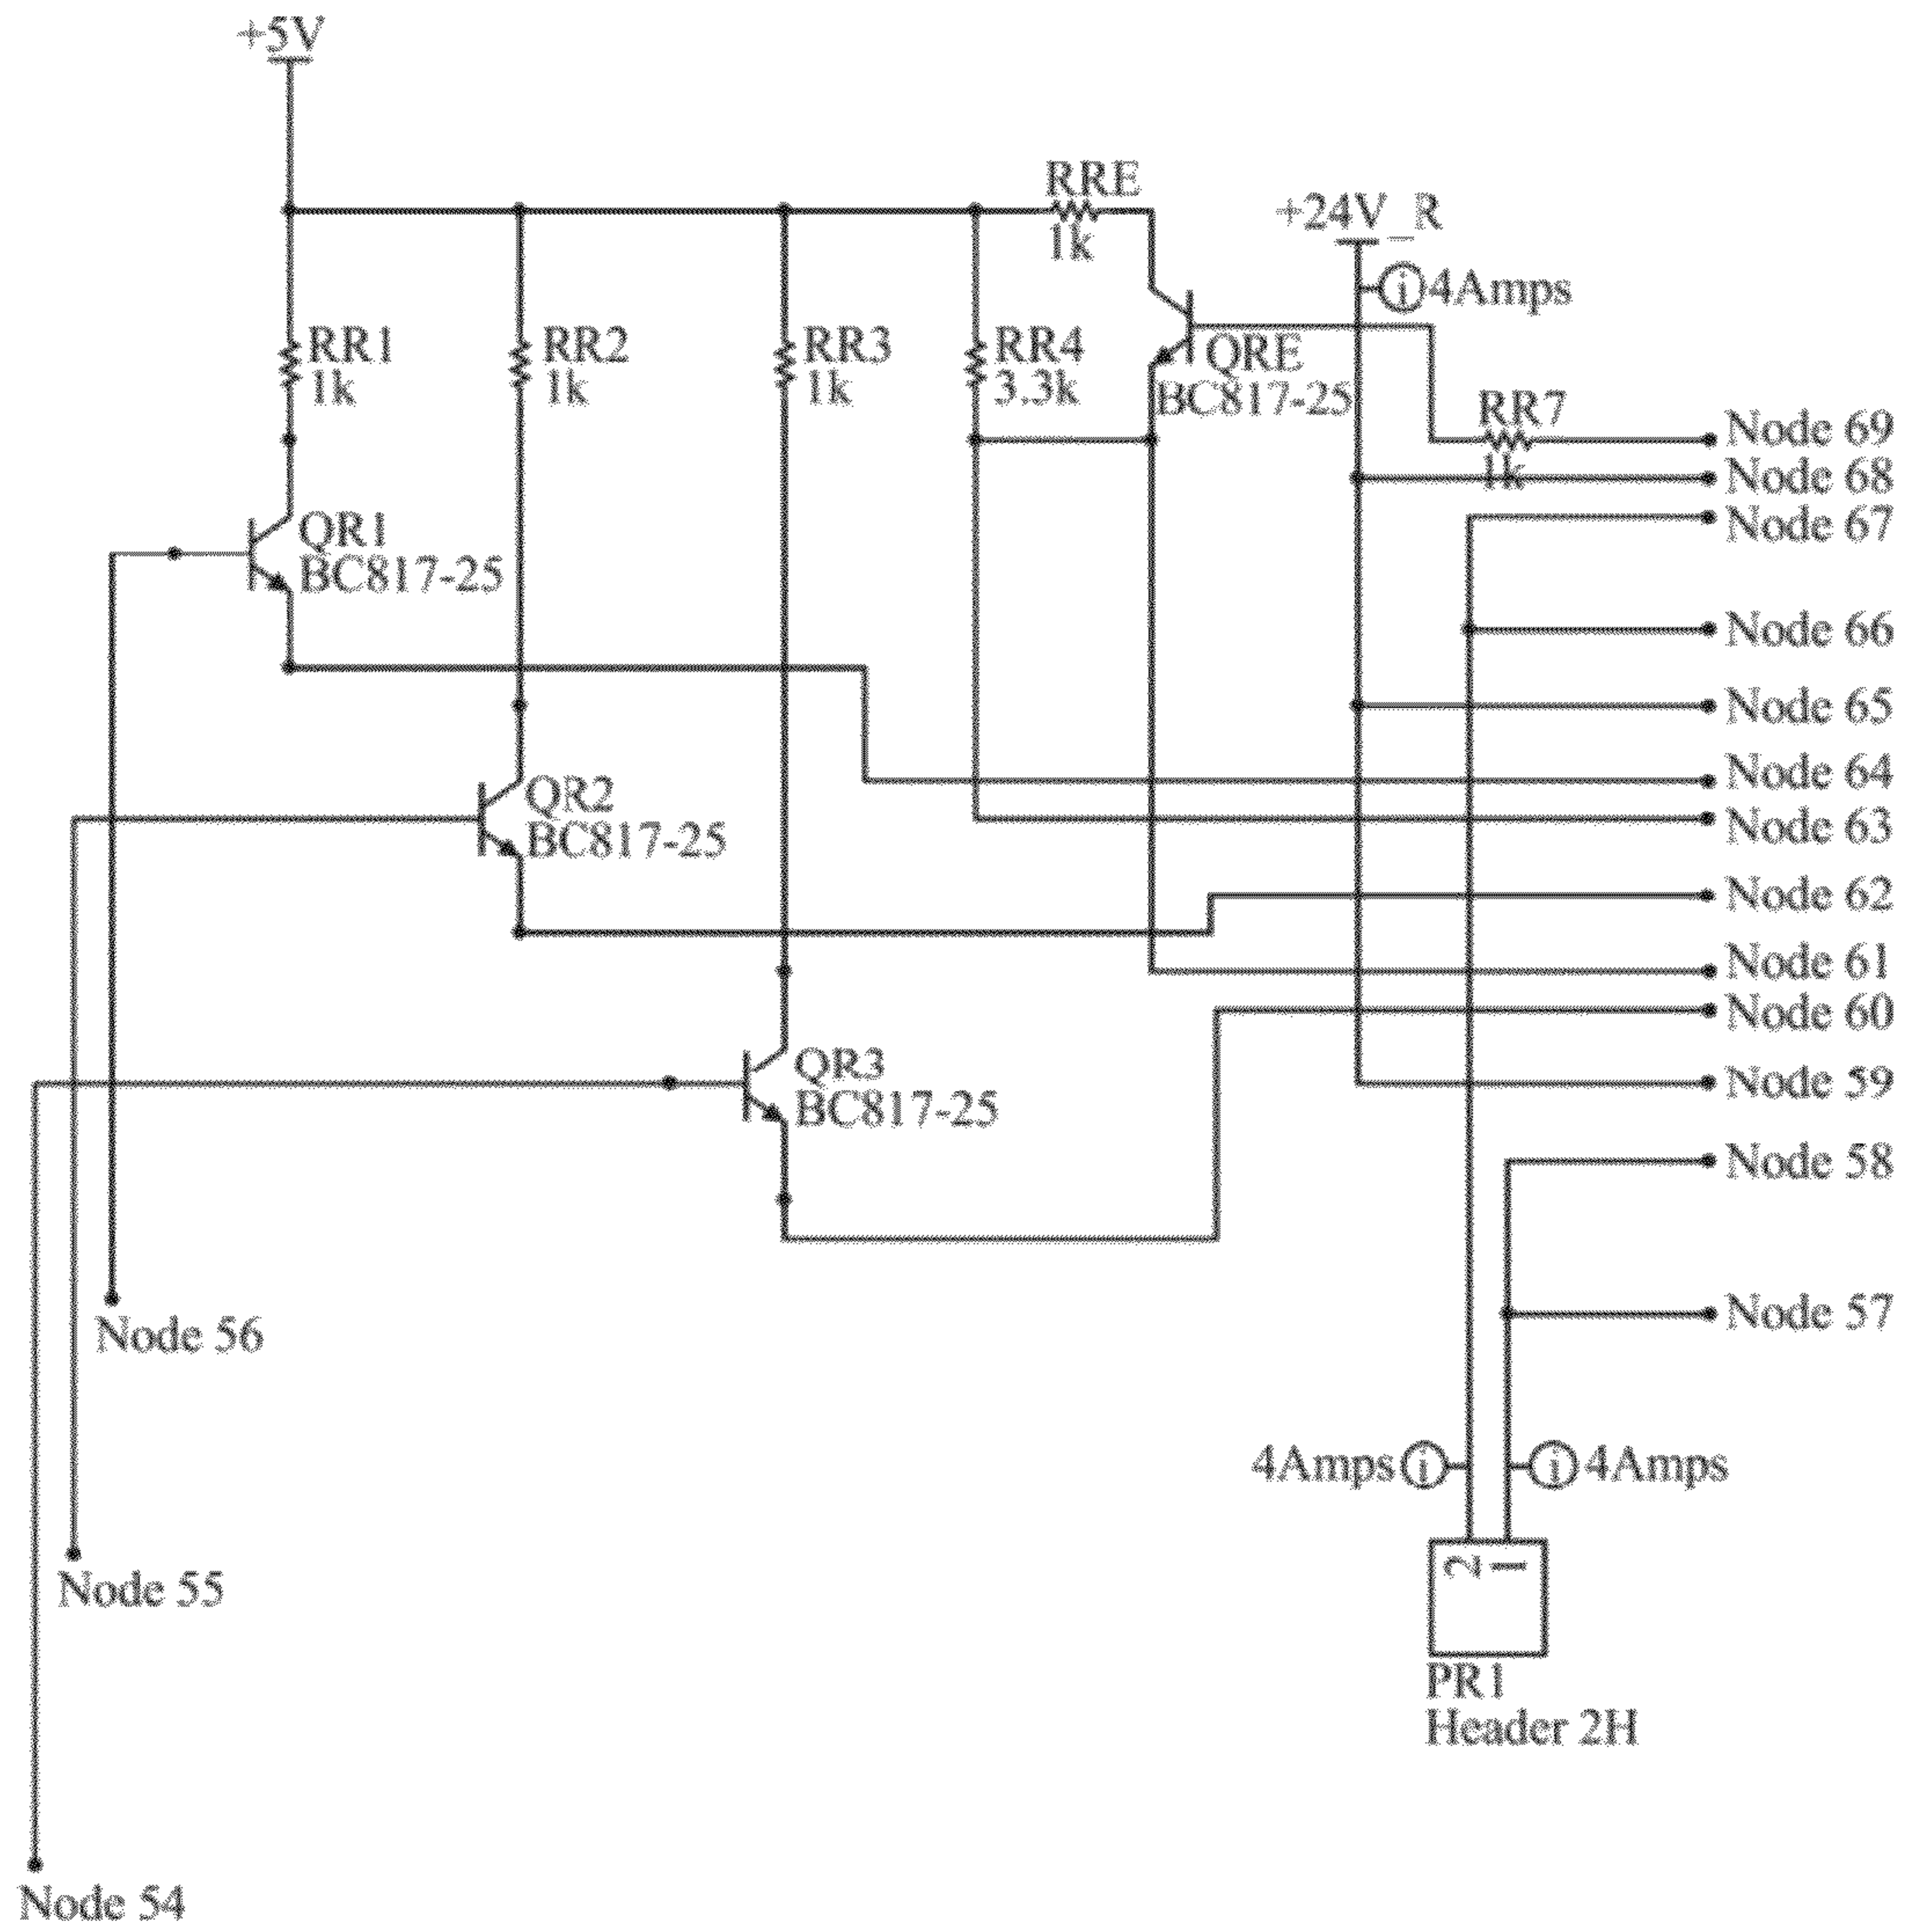 +5V
RRE
1k
+24V_R
4Amps
RR1
1k
RR2
1k
RR3
1k
RR4
3.3k
QRE
BC817-25
RR7
1k
Node 69
Node 68
Node 67
QR1
BC817-25
Node 66
Node 65
Node 64
QR2
BC817-25
Node 63
Node 62
Node 61
Node 60
QR3
BC817-25
Node 59
Node 58
Node 57
Node 56
4Amps
4Amps
2
1
Node 55
PR1
Header 2H
Node 54